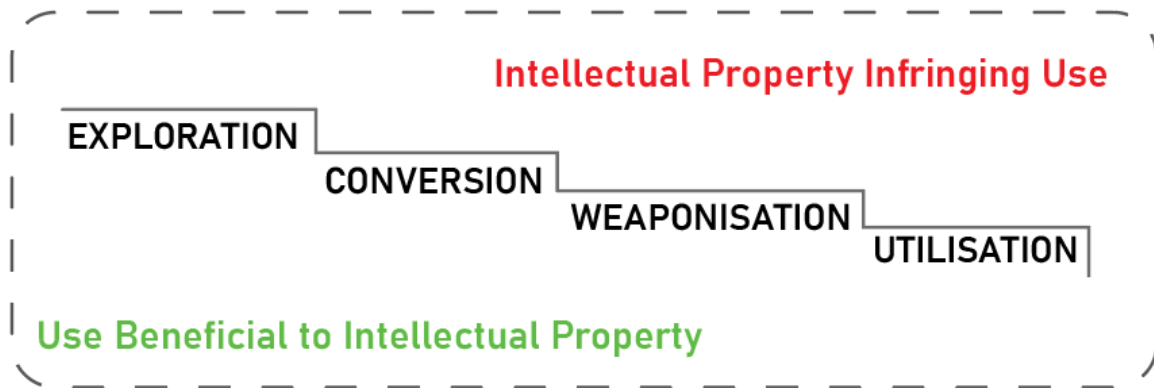 Intellectual Property Infringing Use
EXPLORATION
CONVERSION
WEAPONISATION
UTILISATION
Use Beneficial to Intellectual Property